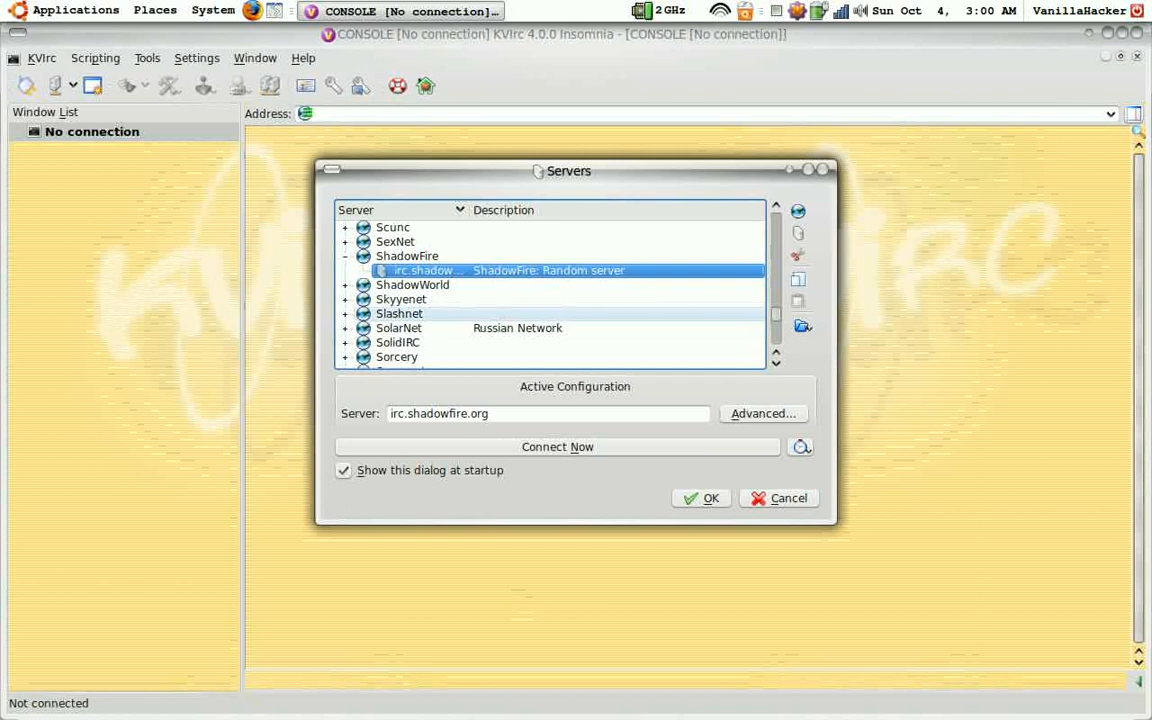 Applications Places System CONSOLE [No connection]... 2 GHz Sun Oct 4, 3:00 AM VanillaHacker
CONSOLE [No connection] KVIrc 4.0.0 Insomnia - [CONSOLE [No connection]]
KVIrc Scripting Tools Settings Window Help
Window List
Address:
No connection
Servers
Server Description
Scunc
SexNet
ShadowFire
irc.shadow... ShadowFire: Random server
ShadowWorld
Skyyenet
Slashnet
SolarNet Russian Network
SolidIRC
Sorcery
Active Configuration
Server: irc.shadowfire.org Advanced...
Connect Now
Show this dialog at startup
OK Cancel
Not connected